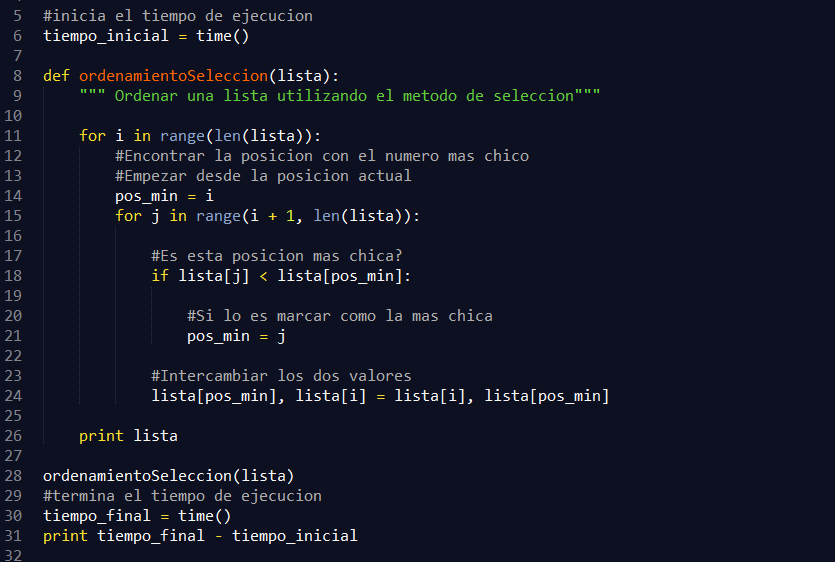 5 #inicia el tiempo de ejecucion
6 tiempo_inicial = time()
7
8 def ordenamientoSeleccion(lista):
9 """ Ordenar una lista utilizando el metodo de seleccion"""
10
11 for i in range(len(lista)):
12 #Encontrar la posicion con el numero mas chico
13 #Empezar desde la posicion actual
14 pos_min = i
15 for j in range(i + 1, len(lista)):
16
17 #Es esta posicion mas chica?
18 if lista[j] < lista[pos_min]:
19
20 #Si lo es marcar como la mas chica
21 pos_min = j
22
23 #Intercambiar los dos valores
24 lista[pos_min], lista[i] = lista[i], lista[pos_min]
25
26 print lista
27
28 ordenamientoSeleccion(lista)
29 #termina el tiempo de ejecucion
30 tiempo_final = time()
31 print tiempo_final - tiempo_inicial
32